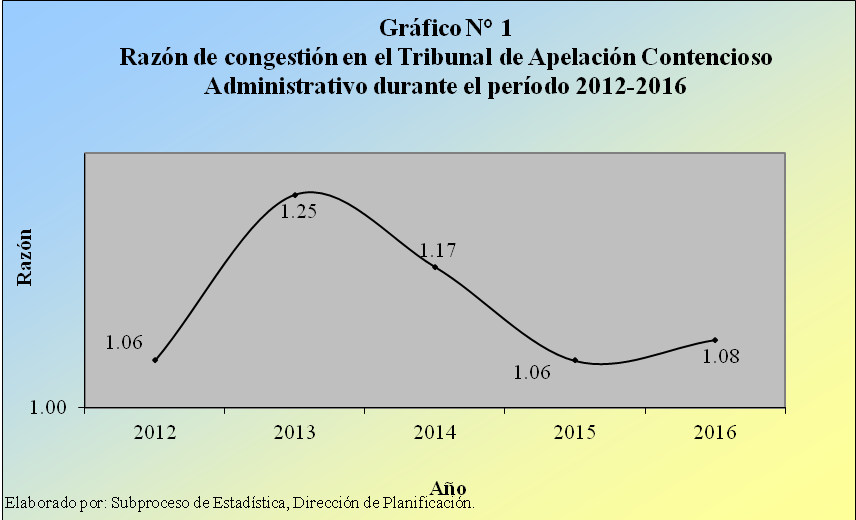 Gráfico N° 1
Razón de congestión en el Tribunal de Apelación Contencioso
Administrativo durante el período 2012-2016
Razón
1.06
1.25
1.17
1.06
1.08
1.00
2012 2013 2014 2015 2016
Año
Elaborado por: Subproceso de Estadística, Dirección de Planificación.